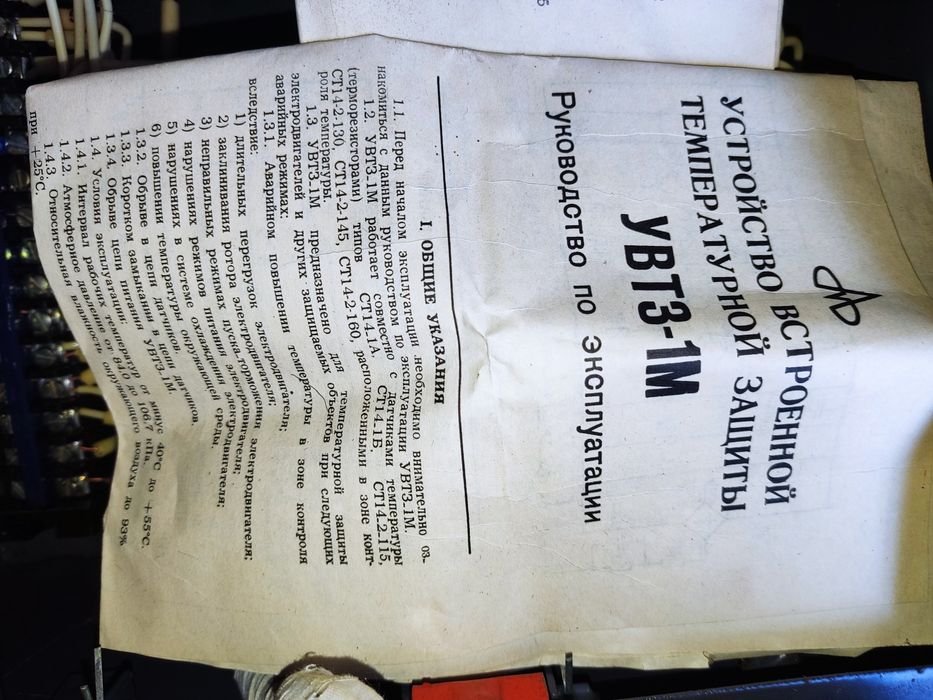 УСТРОЙСТВО ВСТРОЕННОЙ
ТЕМПЕРАТУРНОЙ ЗАЩИТЫ
УВТЗ-1М
Руководство по эксплуатации
I. ОБЩИЕ УКАЗАНИЯ
1.1. Перед началом эксплуатации необходимо внимательно оз-
накомиться с данным руководством по эксплуатации УВТЗ-1М.
1.2. УВТЗ-1М работает совместно с датчиками температуры
(терморезисторами) типов СТ14-1А, СТ14-1Б, СТ14-2-115,
СТ14-2-130, СТ14-2-145, СТ14-2-160, расположенными в зоне конт-
роля температуры.
1.3 УВТЗ-1М предназначено для температурной защиты
электродвигателей и других защищаемых объектов при следующих
аварийных режимах:
1.3.1. Аварийном повышении температуры в зоне контроля
вследствие:
1) длительных перегрузок электродвигателя;
2) заклинивания ротора электродвигателя;
3) неправильных режимах пуска-торможения электродвигателя;
4) нарушениях режимов питания электродвигателя;
5) нарушениях в системе охлаждения электродвигателя;
6) повышении температуры окружающей среды.
1.3.2. Обрыве в цепи датчиков.
1.3.3. Коротком замыкании в цепи датчиков.
1.3.4. Обрыве цепи питания УВТЗ-1М.
1.4. Условия эксплуатации:
1.4.1. Интервал рабочих температур от минус 40°С до +55°С.
1.4.2. Атмосферное давление от 84,0 до 106,7 кПа.
1.4.3. Относительная влажность окружающего воздуха до 93%
при +25°С.